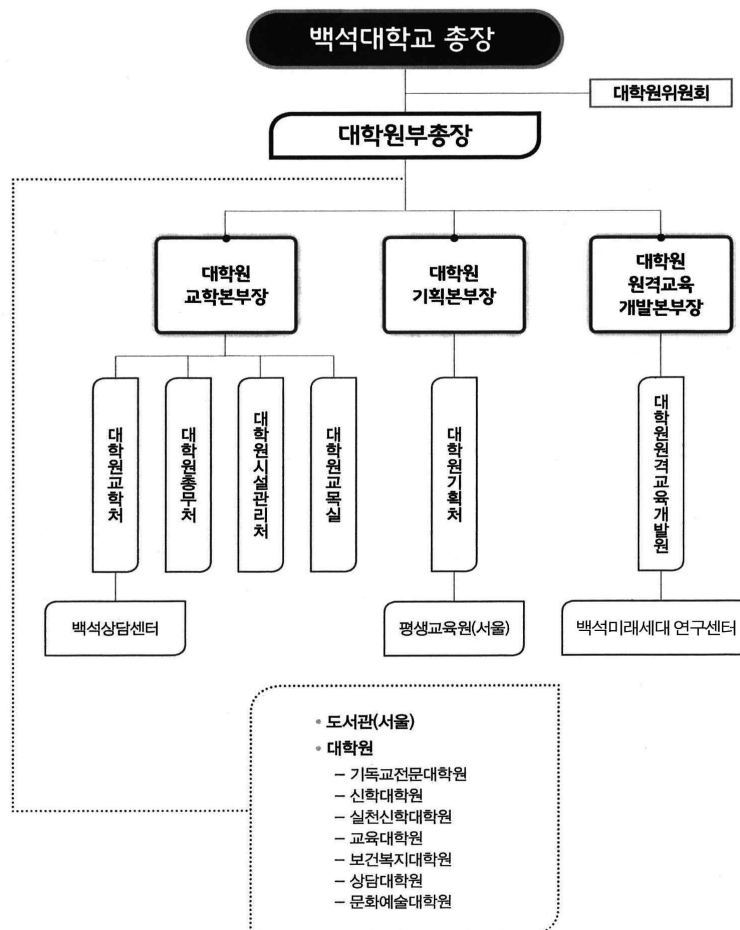 백석대학교 총장
대학원위원회
대학원부총장
대학원
교학본부장
대학원
기획본부장
대학원
원격교육
개발본부장
대학원교학처
대학원총무처
대학원시설관리처
대학원교목실
대학원기획처
대학원원격교육개발원
백석상담센터
평생교육원(서울)
백석미래세대 연구센터
• 도서관(서울)
• 대학원
– 기독교전문대학원
– 신학대학원
– 실천신학대학원
– 교육대학원
– 보건복지대학원
– 상담대학원
– 문화예술대학원